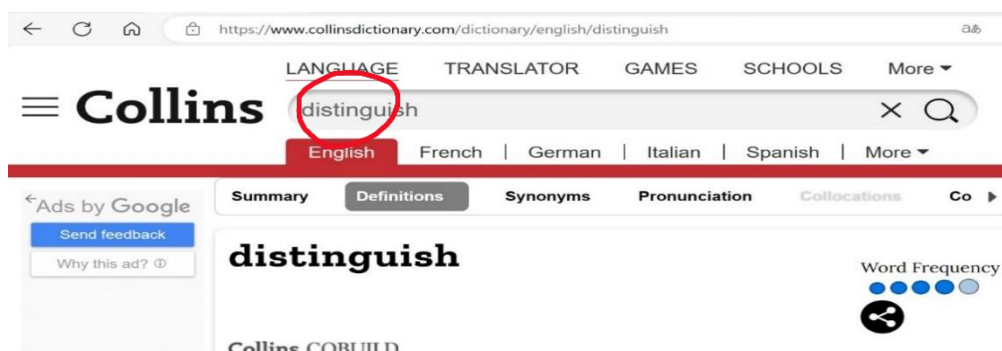 https://www.collinsdictionary.com/dictionary/english/distinguish
LANGUAGE TRANSLATOR GAMES SCHOOLS More
Collins distinguish
English French | German | Italian | Spanish | More
Ads by Google Summary Definitions Synonyms Pronunciation Collocations Co
Send feedback
Why this ad?
distinguish
Word Frequency
Collins COBUILD